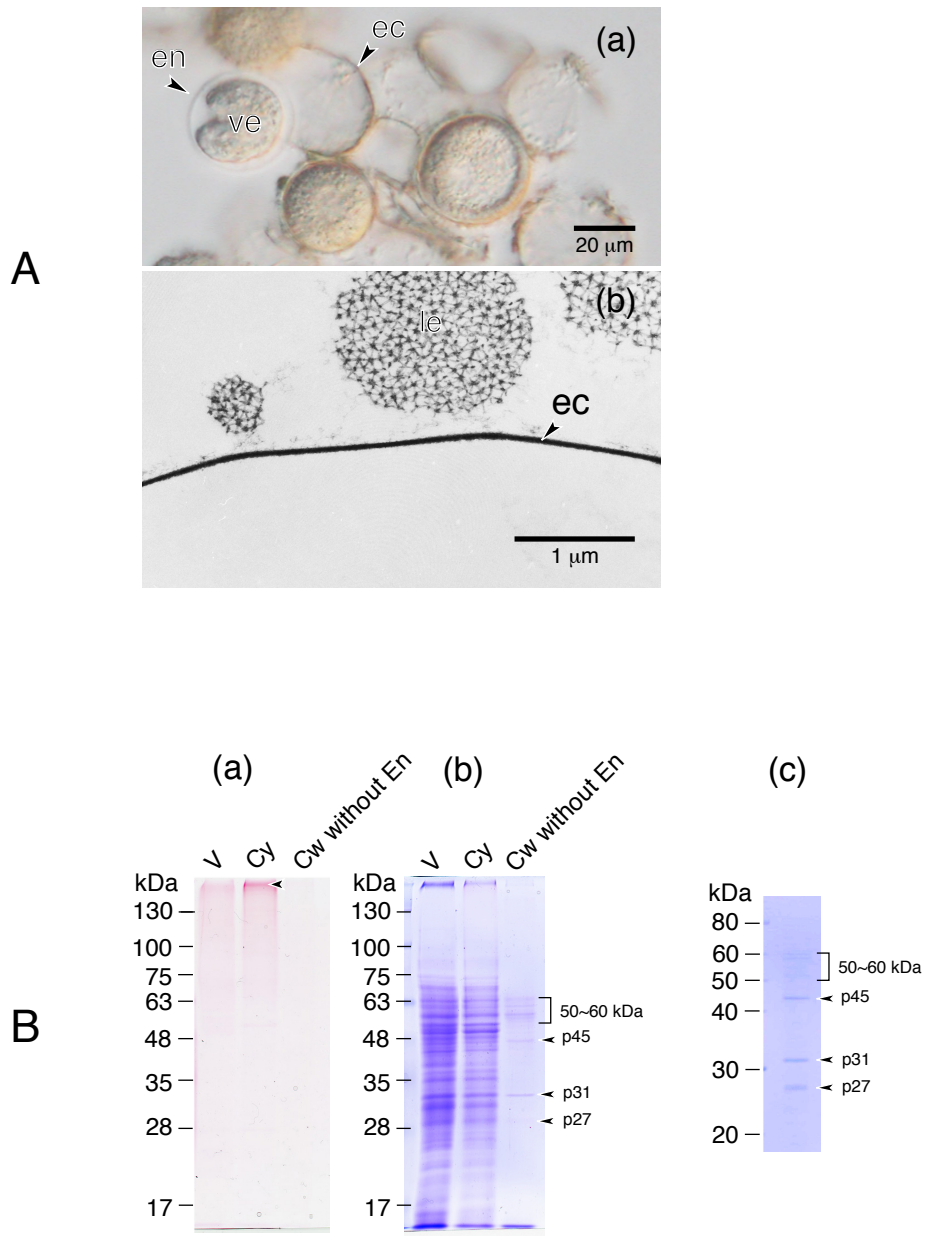 A
(a)
en
ec
ve
20 μm
(b)
le
ec
1 μm
B
(a)
V
Cy
Cw without En
kDa
130
100
75
63
48
35
28
17
(b)
V
Cy
Cw without En
kDa
130
100
75
63
48
35
28
17
50~60 kDa
p45
p31
p27
(c)
kDa
80
60
50
40
30
20
50~60 kDa
p45
p31
p27